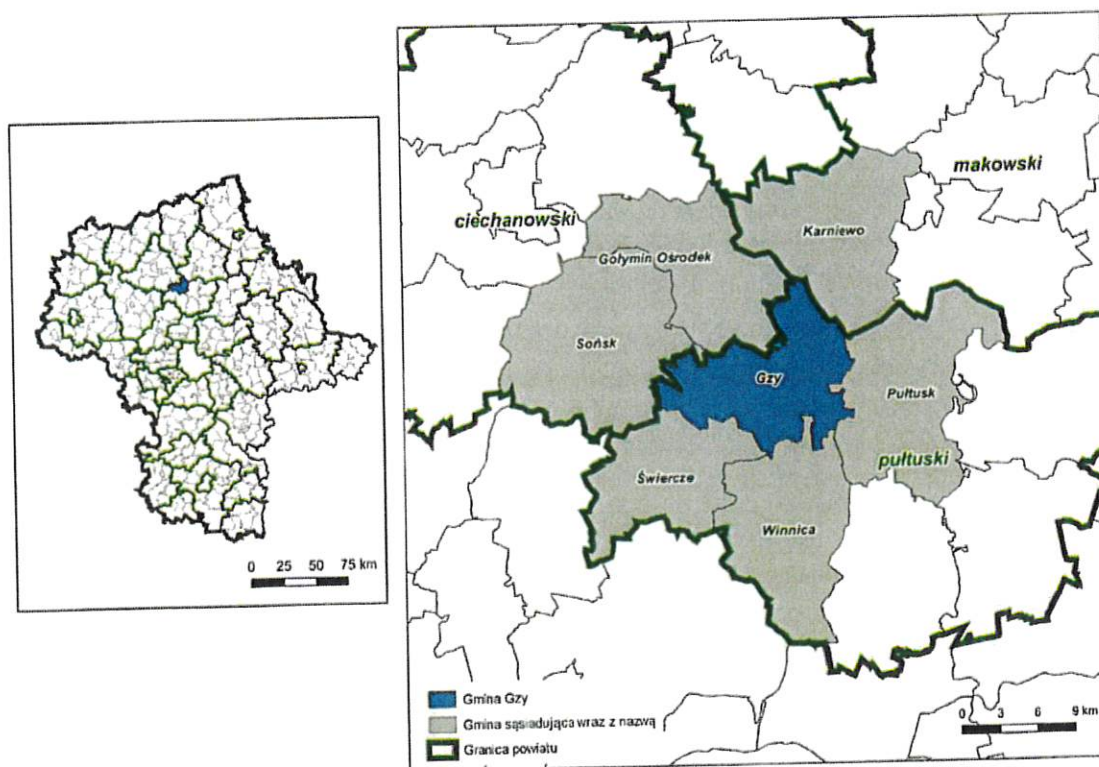 0 25 50 75 km
makowski
ciechanowski
Karniewo
Gołymin Ośrodek
Sońsk
Gzy
Pułtusk
pułtuski
Świercze
Winnica
Gmina Gzy
Gmina sąsiadująca wraz z nazwą
Granica powiatu
0 3 6 9 km